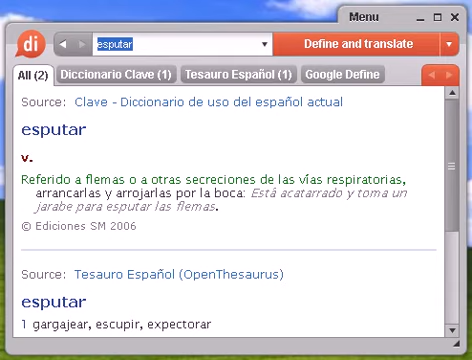 Menu
di
esputar
Define and translate
All (2)
Diccionario Clave (1)
Tesauro Español (1)
Google Define
Source: Clave - Diccionario de uso del español actual
esputar
v.
Referido a flemas o a otras secreciones de las vías respiratorias,
arrancarlas y arrojarlas por la boca: Está acatarrado y toma un
jarabe para esputar las flemas.
© Ediciones SM 2006
Source: Tesauro Español (OpenThesaurus)
esputar
1 gargajear, escupir, expectorar